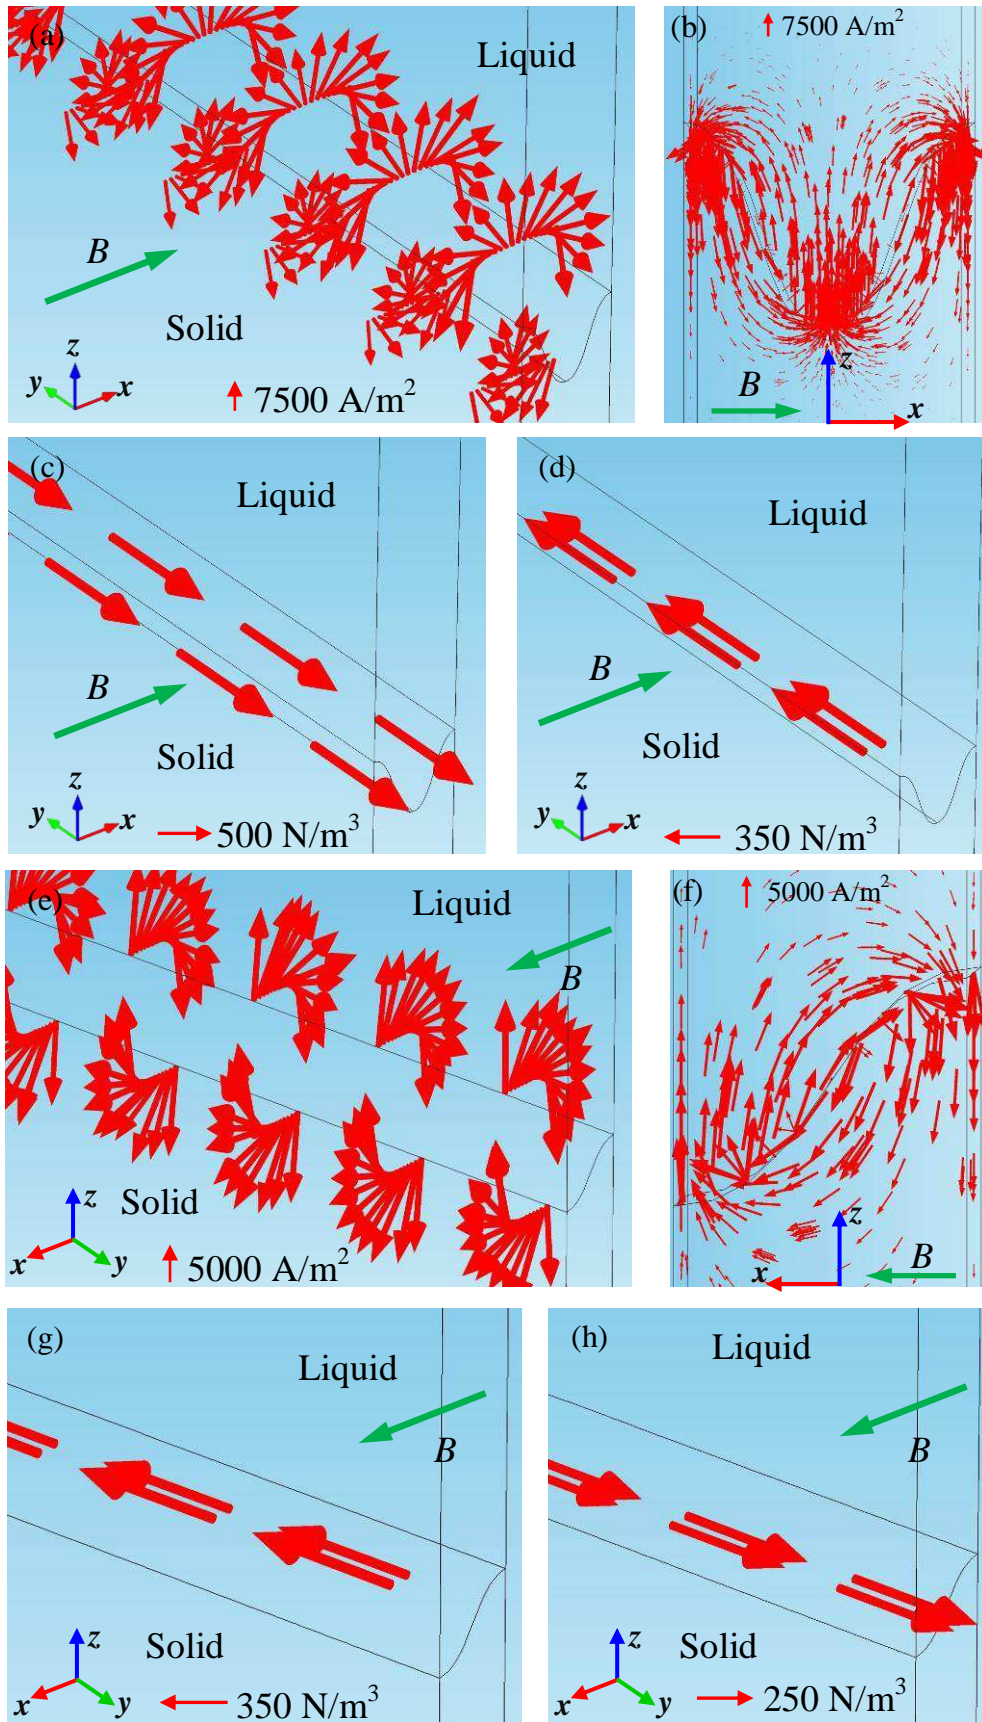 (a)
Liquid
B
Solid
z
y
x
7500 A/m²
(b)
7500 A/m²
z
B
x
(c)
Liquid
B
Solid
z
y
x
500 N/m³
(d)
Liquid
B
Solid
z
y
x
350 N/m³
(e)
Liquid
B
Solid
z
x
y
5000 A/m²
(f)
5000 A/m²
z
x
B
(g)
Liquid
B
Solid
z
x
y
350 N/m³
(h)
Liquid
B
Solid
z
x
y
250 N/m³